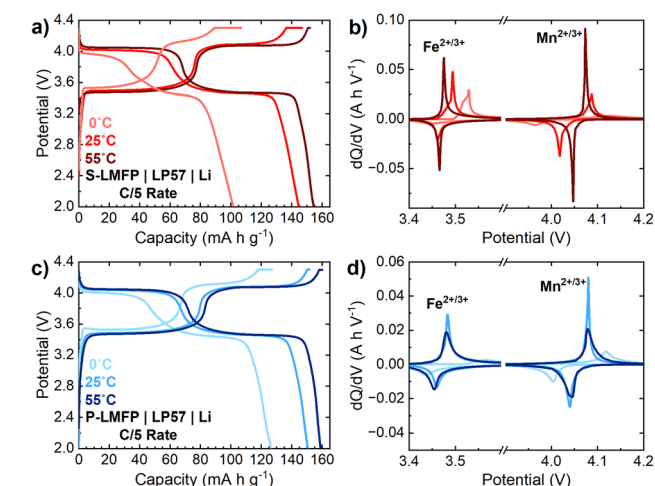 a)
4.4
4.0
3.6
3.2
2.8
2.4
2.0
Potential (V)
0°C
25°C
55°C
S-LMFP | LP57 | Li
C/5 Rate
0 20 40 60 80 100 120 140 160
Capacity (mA h g⁻¹)
b)
0.10
0.05
0.00
−0.05
dQ/dV (A h V⁻¹)
Fe²⁺/³⁺
Mn²⁺/³⁺
3.4 3.5 4.0 4.1 4.2
Potential (V)
c)
4.4
4.0
3.6
3.2
2.8
2.4
2.0
Potential (V)
0°C
25°C
55°C
P-LMFP | LP57 | Li
C/5 Rate
0 20 40 60 80 100 120 140 160
Capacity (mA h g⁻¹)
d)
0.06
0.04
0.02
0.00
−0.02
−0.04
dQ/dV (A h V⁻¹)
Fe²⁺/³⁺
Mn²⁺/³⁺
3.4 3.5 4.0 4.1 4.2
Potential (V)